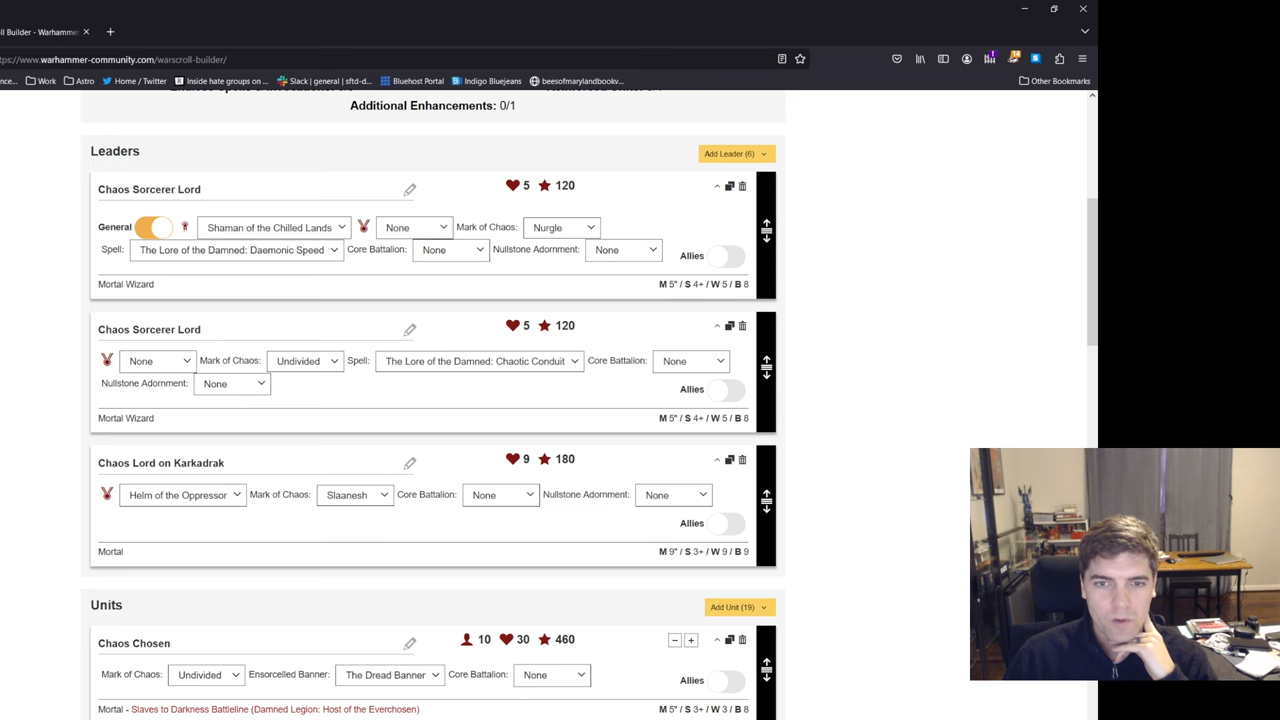 ll Builder - Warhamme
ttps://www.warhammer-community.com/warscroll-builder/
1
14
S
nce...
Work
Astro
Home / Twitter
Inside hate groups on ...
Slack | general | sftd-d...
Bluehost Portal
Indigo Bluejeans
beesofmarylandbookv...
Other Bookmarks
Additional Enhancements: 0/1
Leaders
Add Leader (6)
Chaos Sorcerer Lord
5
120
General
Shaman of the Chilled Lands
None
Mark of Chaos: Nurgle
Spell: The Lore of the Damned: Daemonic Speed
Core Battalion: None
Nullstone Adornment: None
Allies
Mortal Wizard
M 5" / S 4+ / W 5 / B 8
Chaos Sorcerer Lord
5
120
None
Mark of Chaos: Undivided
Spell: The Lore of the Damned: Chaotic Conduit
Core Battalion: None
Nullstone Adornment: None
Allies
Mortal Wizard
M 5" / S 4+ / W 5 / B 8
Chaos Lord on Karkadrak
9
180
Helm of the Oppressor
Mark of Chaos: Slaanesh
Core Battalion: None
Nullstone Adornment: None
Allies
Mortal
M 9" / S 3+ / W 9 / B 9
Units
Add Unit (19)
Chaos Chosen
10
30
460
Mark of Chaos: Undivided
Ensorcelled Banner: The Dread Banner
Core Battalion: None
Allies
Mortal - Slaves to Darkness Battleline (Damned Legion: Host of the Everchosen)
M 5" / S 3+ / W 3 / B 8